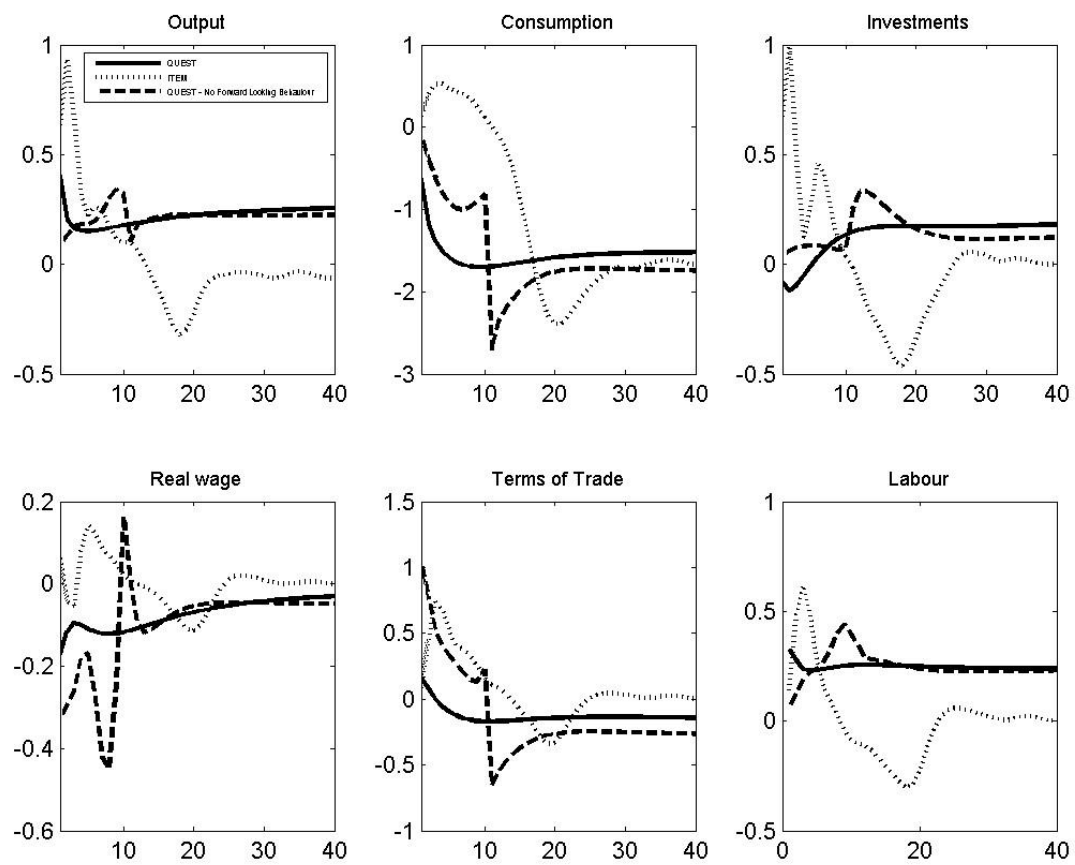 Output
Consumption
Investments
1
0.5
0
-0.5
QUEST
ITEM
QUEST - No Forward Looking Behaviour
10 20 30 40
1
0
-1
-2
-3
10 20 30 40
1
0.5
0
-0.5
10 20 30 40
Real wage
Terms of Trade
Labour
0.2
0
-0.2
-0.4
-0.6
10 20 30 40
1.5
1
0.5
0
-0.5
-1
10 20 30 40
1
0.5
0
-0.5
0 10 20 30 40